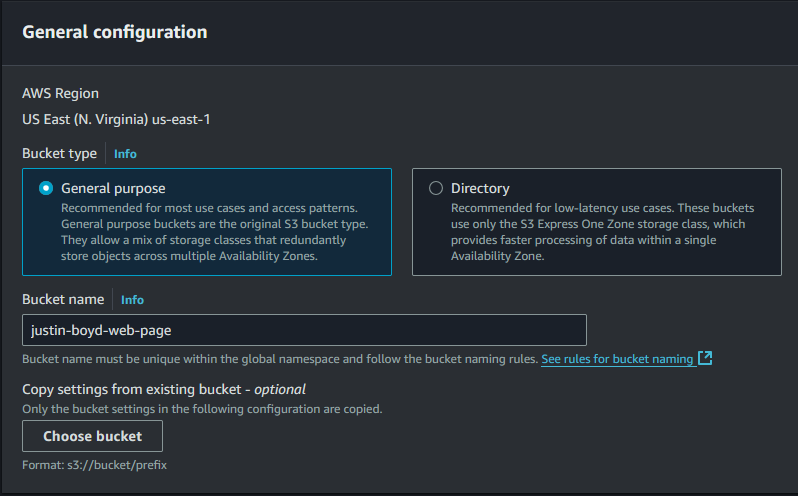 General configuration
AWS Region
US East (N. Virginia) us-east-1
Bucket type
Info
General purpose
Recommended for most use cases and access patterns.
General purpose buckets are the original S3 bucket type.
They allow a mix of storage classes that redundantly
store objects across multiple Availability Zones.
Directory
Recommended for low-latency use cases. These buckets
use only the S3 Express One Zone storage class, which
provides faster processing of data within a single
Availability Zone.
Bucket name
Info
justin-boyd-web-page
Bucket name must be unique within the global namespace and follow the bucket naming rules. See rules for bucket naming
Copy settings from existing bucket - optional
Only the bucket settings in the following configuration are copied.
Choose bucket
Format: s3://bucket/prefix